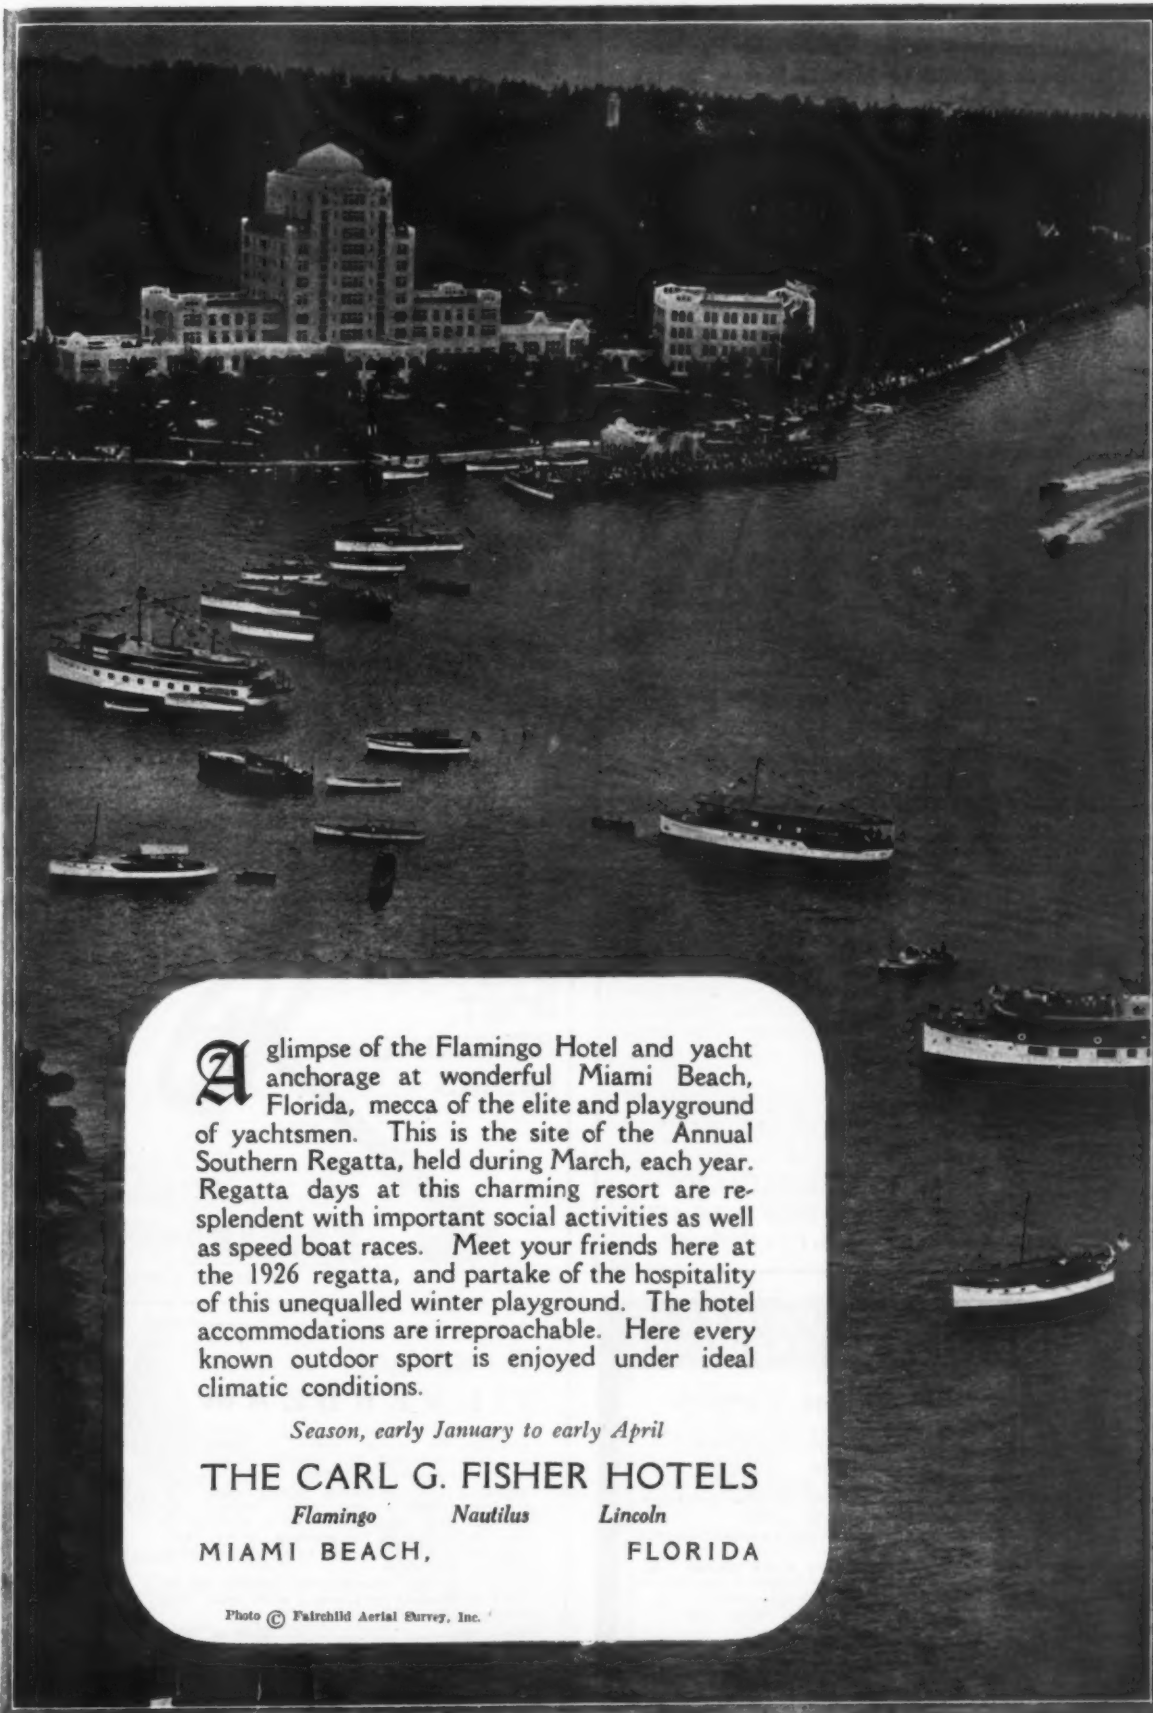 A glimpse of the Flamingo Hotel and yacht
anchorage at wonderful Miami Beach,
Florida, mecca of the elite and playground
of yachtsmen. This is the site of the Annual
Southern Regatta, held during March, each year.
Regatta days at this charming resort are re-
splendent with important social activities as well
as speed boat races. Meet your friends here at
the 1926 regatta, and partake of the hospitality
of this unequalled winter playground. The hotel
accommodations are irreproachable. Here every
known outdoor sport is enjoyed under ideal
climatic conditions.
Season, early January to early April
THE CARL G. FISHER HOTELS
Flamingo Nautilus Lincoln
MIAMI BEACH, FLORIDA
Photo © Fairchild Aerial Survey, Inc.